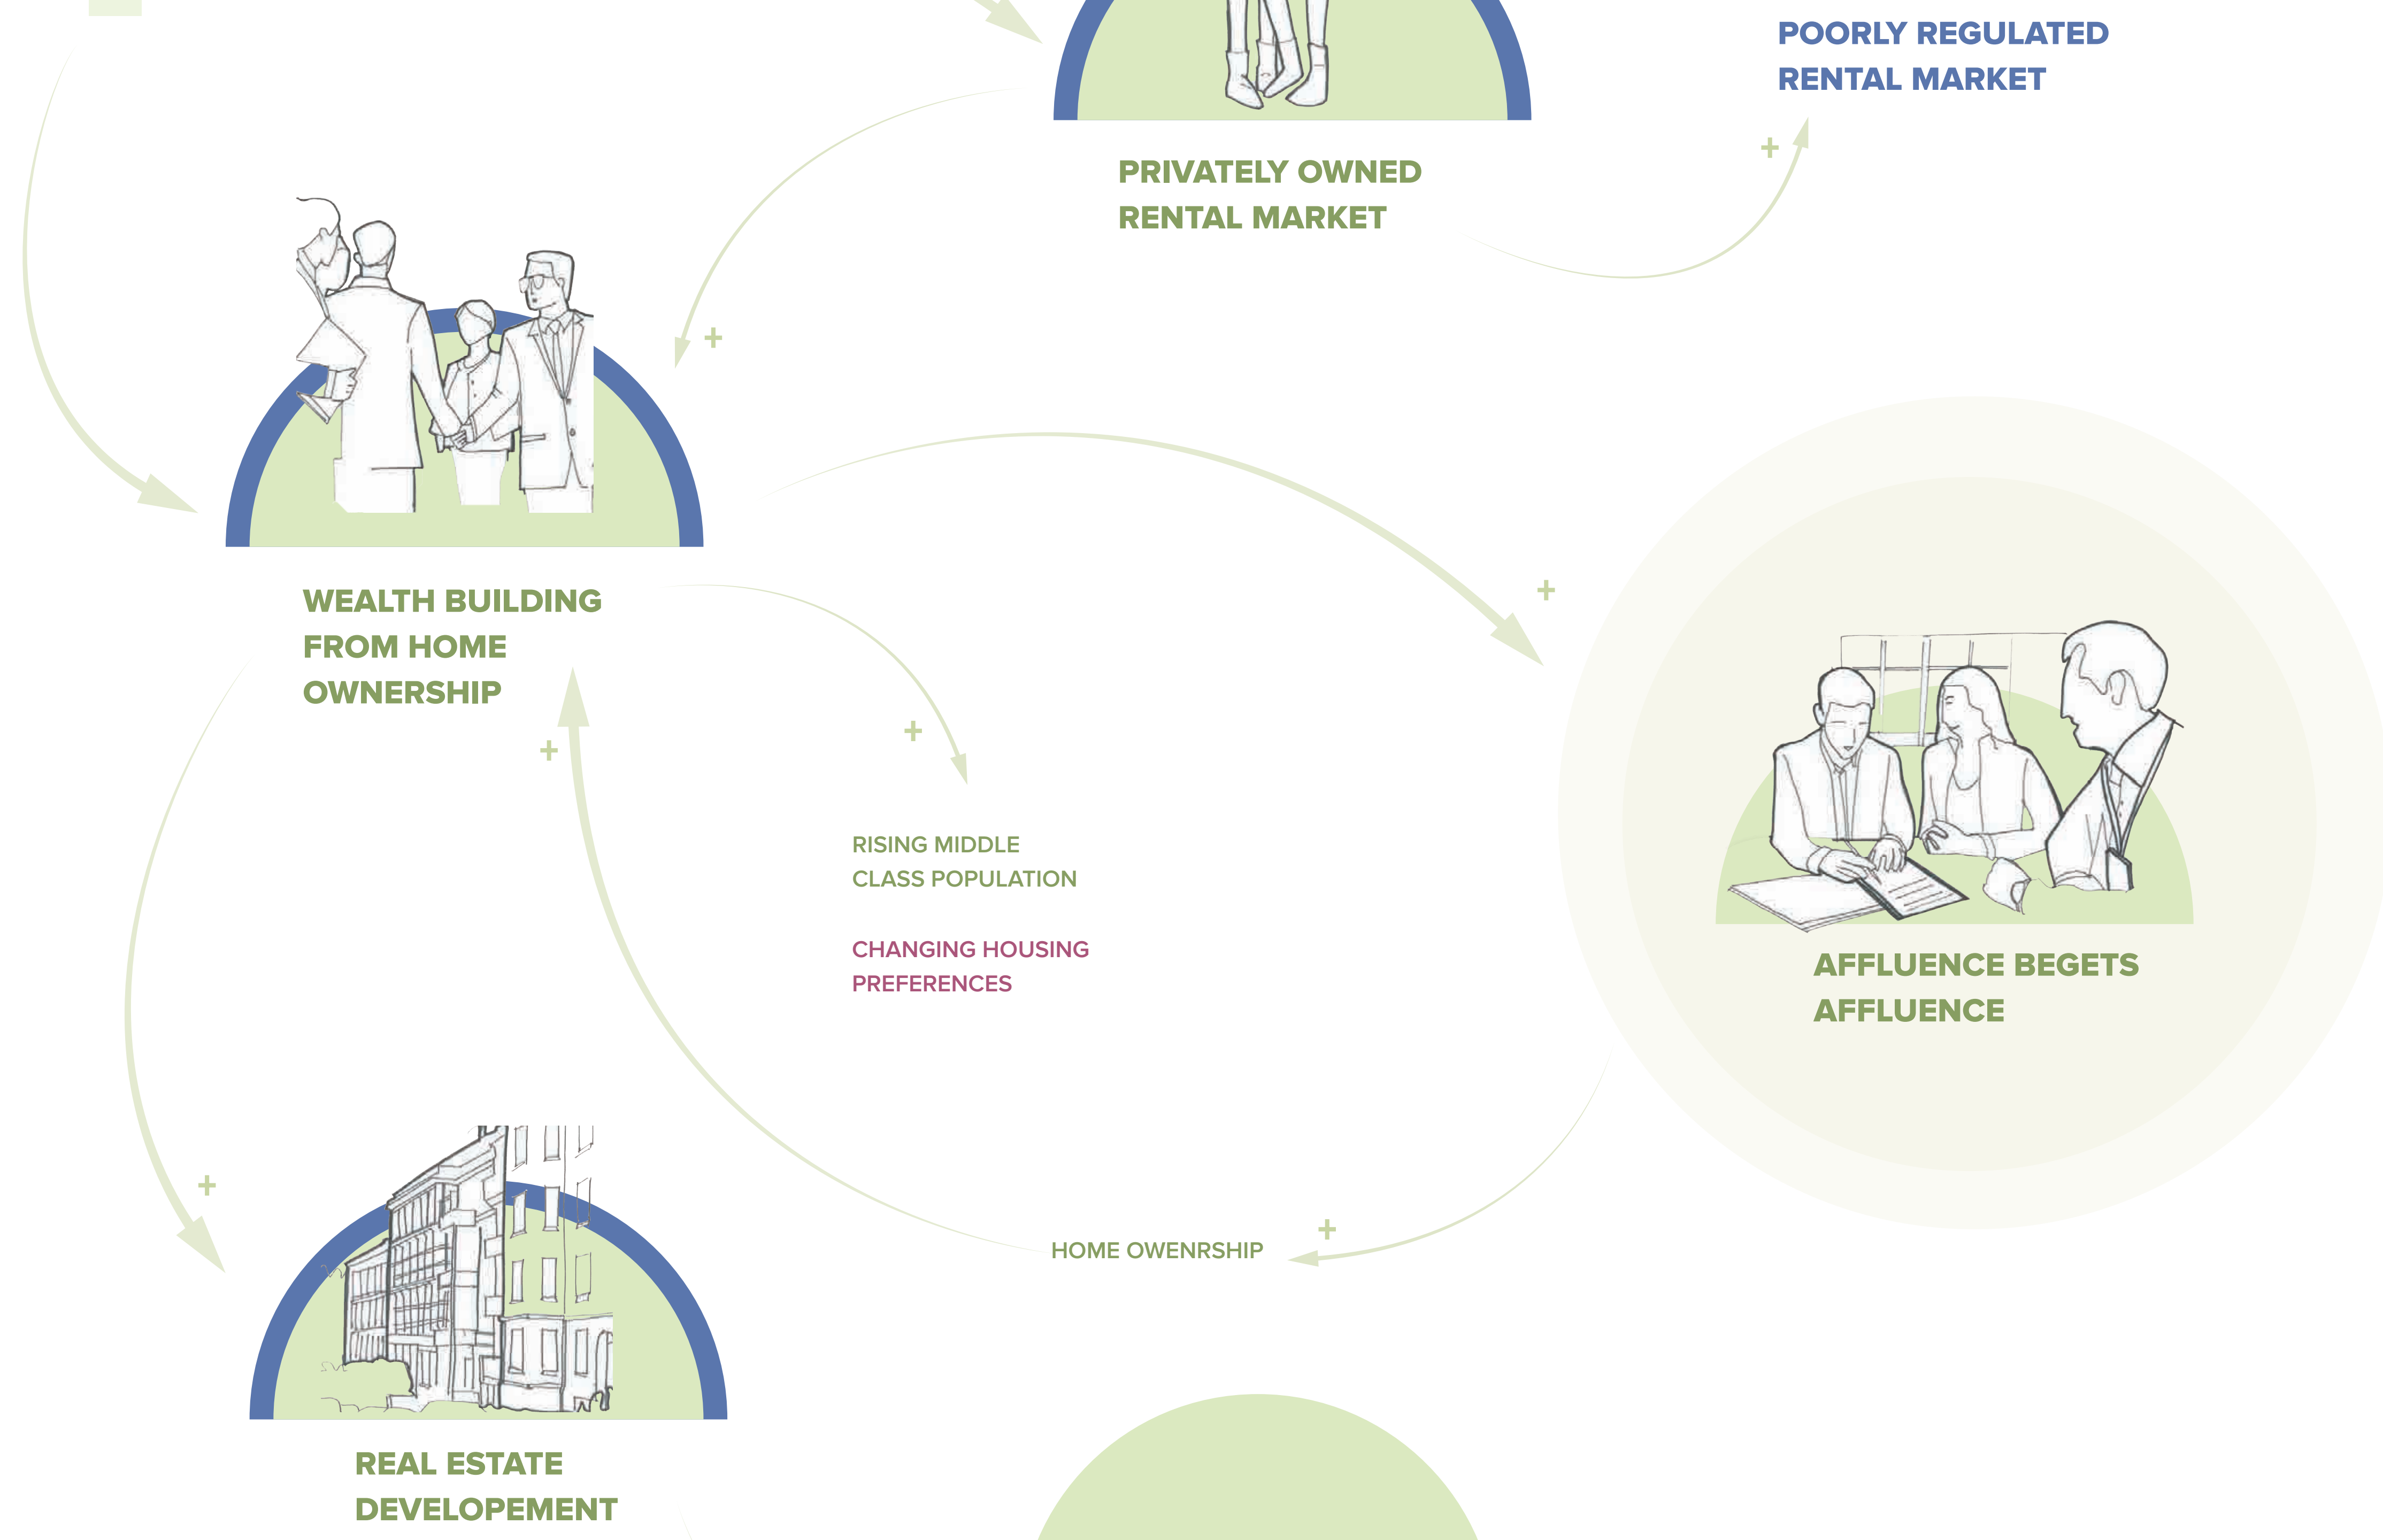 POORLY REGULATED
RENTAL MARKET
+
PRIVATELY OWNED
RENTAL MARKET
+
+
WEALTH BUILDING
FROM HOME
OWNERSHIP
+
+
RISING MIDDLE
CLASS POPULATION
CHANGING HOUSING
PREFERENCES
AFFLUENCE BEGETS
AFFLUENCE
+
+
HOME OWENRSHIP
REAL ESTATE
DEVELOPEMENT